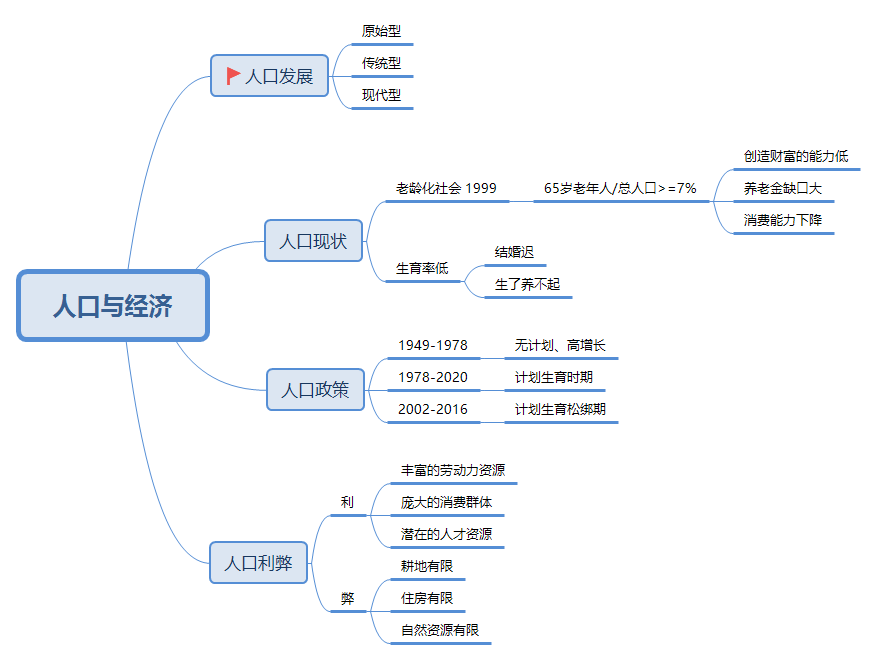 人口与经济
人口发展
原始型
传统型
现代型
人口现状
老龄化社会 1999
65岁老年人/总人口>=7%
创造财富的能力低
养老金缺口大
消费能力下降
生育率低
结婚迟
生了养不起
人口政策
1949-1978
无计划、高增长
1978-2020
计划生育时期
2002-2016
计划生育松绑期
人口利弊
利
丰富的劳动力资源
庞大的消费群体
潜在的人才资源
弊
耕地有限
住房有限
自然资源有限